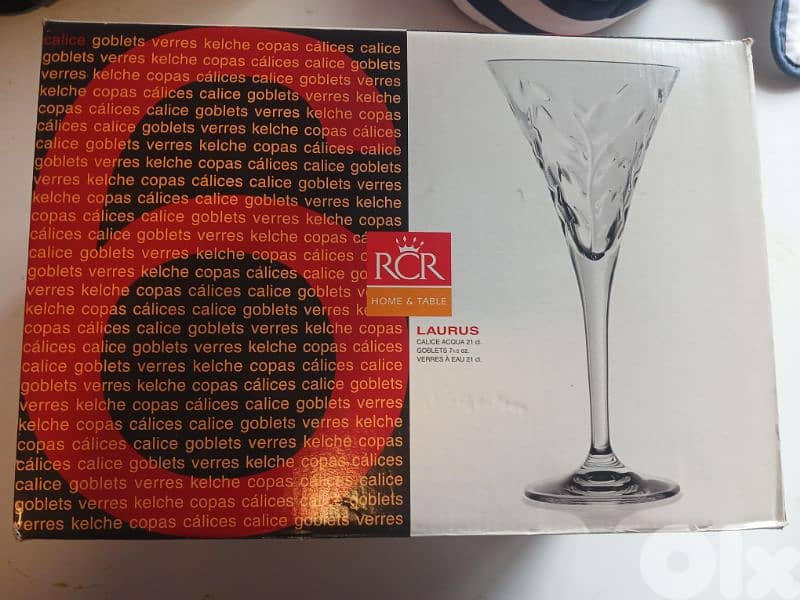 calice goblets verres kelche copas cálices calice
goblets verres kelche copas cálices calice goblets
verres kelche copas cálices calice goblets verres
kelche copas cálices calice goblets verres kelche
copas cálices calice goblets verres kelche copas
cálices calice goblets verres kelche copas cálices
calice goblets verres kelche copas cálices calice
goblets verres kelche copas cálices calice goblets
verres kelche copas cálices calice goblets verres
kelche copas cálices calice goblets verres kelche
copas cálices calice goblets verres kelche copas
cálices calice goblets verres kelche copas
calice goblets verres kelche copas cálices
goblets verres kelche copas cálices calice
verres kelche copas cálices calice goblets
kelche copas cálices calice goblets verres
copas cálices calice goblets verres kelche copas
cálices calice goblets verres kelche copas cálices
calice goblets verres kelche copas cálices calice
goblets verres kelche copas cálices calice goblets
verres kelche copas cálices calice goblets verres
kelche copas cálices calice goblets verres kelche
copas cálices calice goblets verres kelche copas
cálices calice goblets verres kelche copas cálices
calice goblets verres kelche copas cálices calice
goblets verres kelche copas cálices calice goblets
verres kelche copas cálices calice goblets verres
RCR
HOME & TABLE
LAURUS
CALICE ACQUA 21 cl.
GOBLETS 7 1/2 oz.
VERRES À EAU 21 cl.
olx